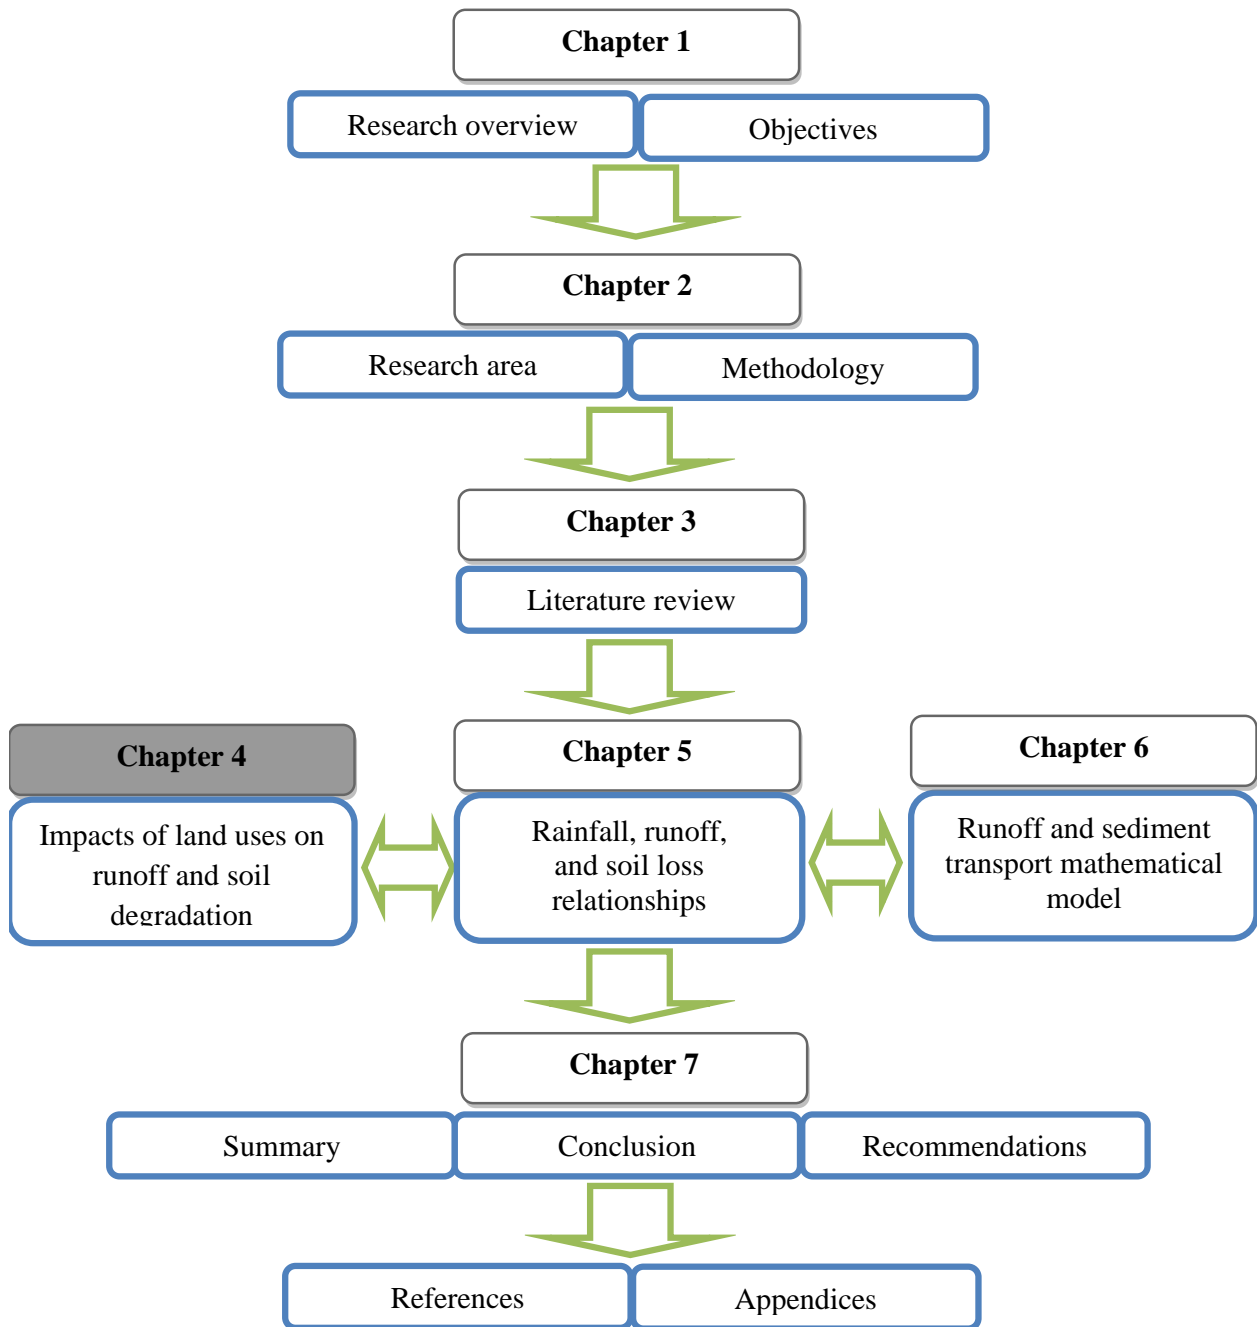 Chapter 1
Research overview
Objectives
Chapter 2
Research area
Methodology
Chapter 3
Literature review
Chapter 4
Impacts of land uses on
runoff and soil
degradation
Chapter 5
Rainfall, runoff,
and soil loss
relationships
Chapter 6
Runoff and sediment
transport mathematical
model
Chapter 7
Summary
Conclusion
Recommendations
References
Appendices